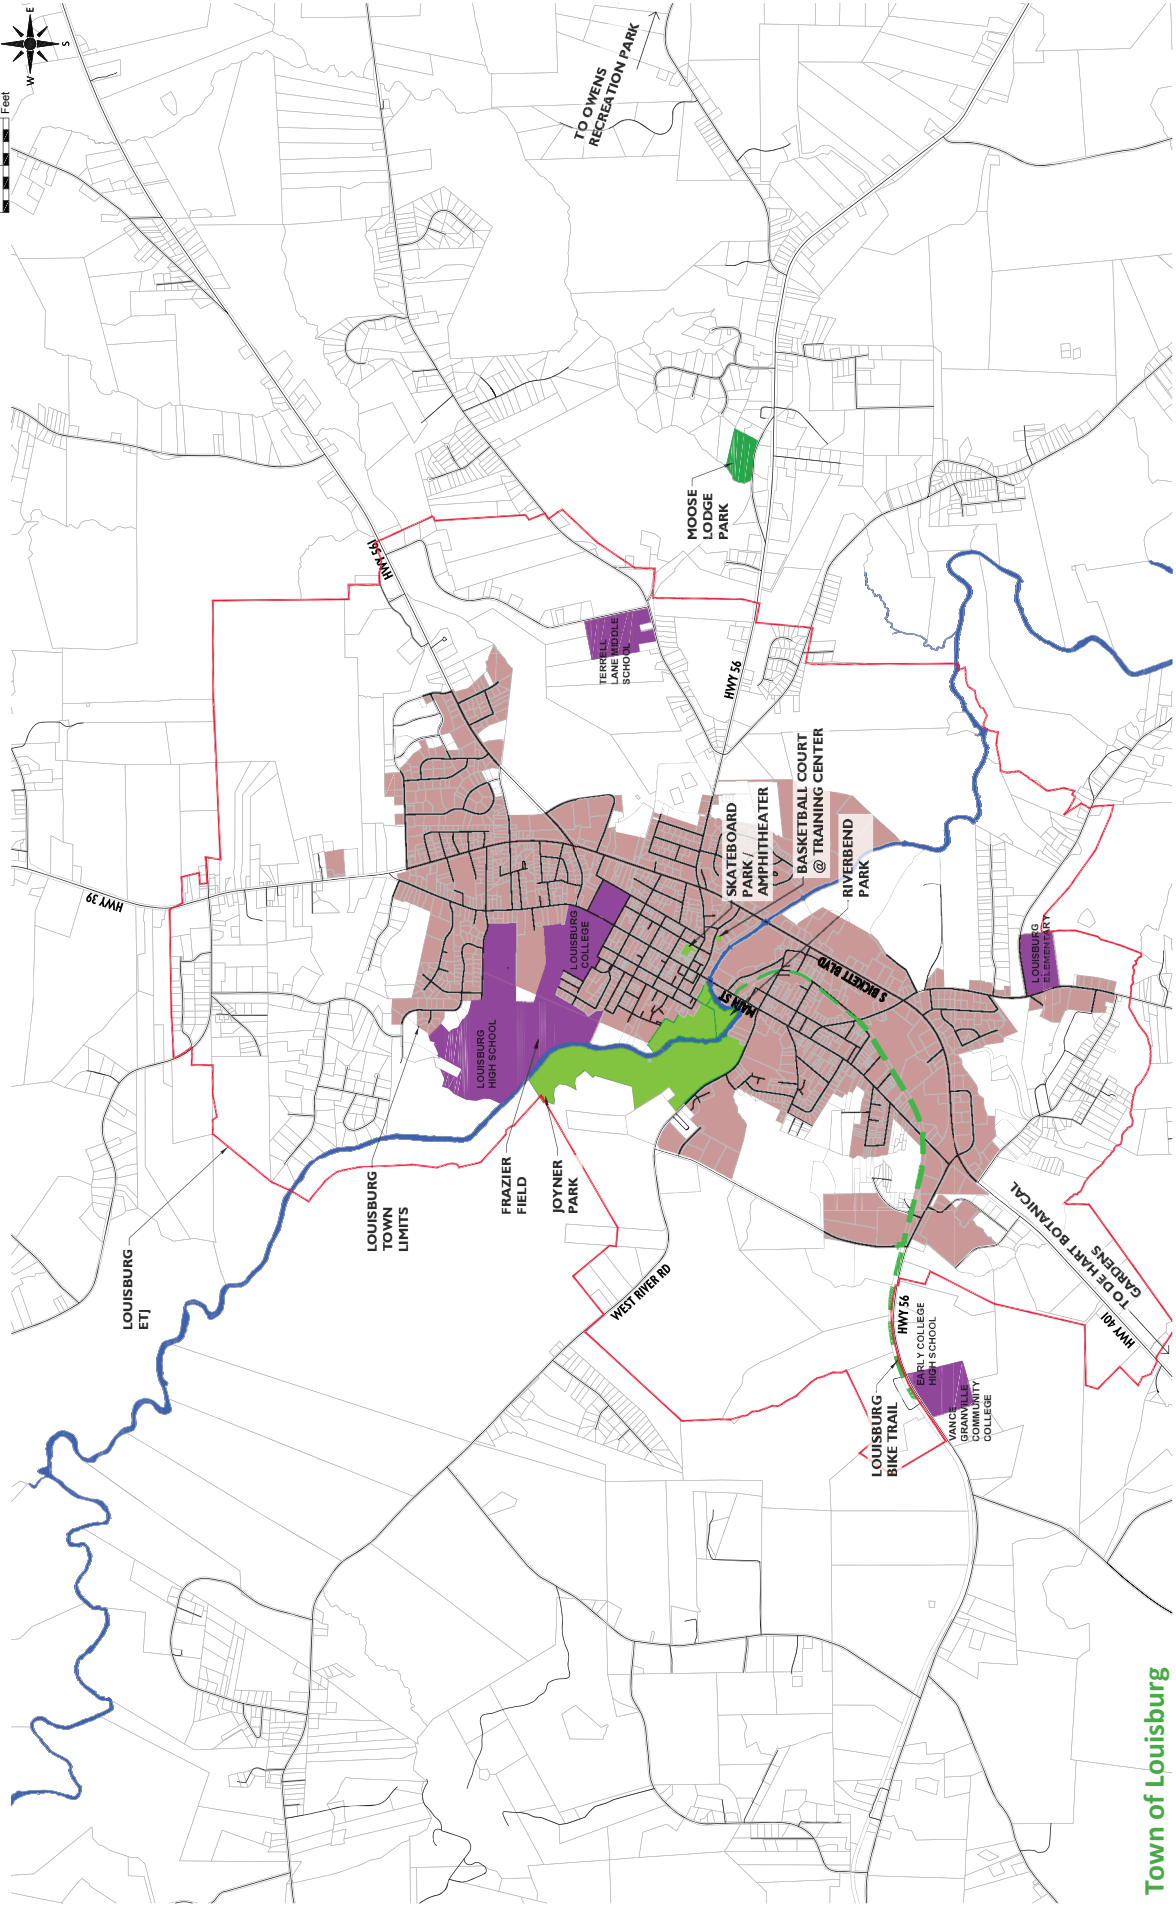 Feet
E
S
W
TO OWENS
RECREATION PARK
HWY 561
HWY 39
MOOSE
LODGE
PARK
TERRELL
LANE MIDDLE
SCHOOL
HWY 56
SKATEBOARD
PARK /
AMPHITHEATER
BASKETBALL COURT
@ TRAINING CENTER
RIVERBEND
PARK
LOUISBURG
COLLEGE
LOUISBURG
HIGH SCHOOL
MAIN ST
S BICKETT BLVD
LOUISBURG
ELEMENTARY
FRAZIER
FIELD
JOYNER
PARK
LOUISBURG
TOWN
LIMITS
LOUISBURG
ETJ
WEST RIVER RD
TO DE HART BOTANICAL
GARDENS
HWY 401
HWY 56
EARLY COLLEGE
HIGH SCHOOL
VANCE
GRANVILLE
COMMUNITY
COLLEGE
LOUISBURG
BIKE TRAIL
Town of Louisburg